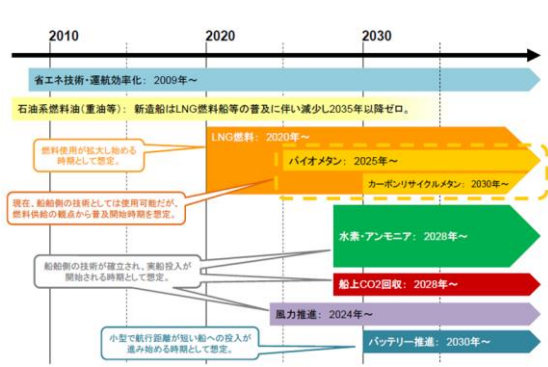 2010 2020 2030
省エネ技術・運航効率化: 2009年～
石油系燃料油(重油等): 新造船はLNG燃料船等の普及に伴い減少し2035年以降ゼロ。
LNG燃料: 2020年～
燃料使用が拡大し始める
時期として想定。
バイオメタン: 2025年～
カーボンリサイクルメタン: 2030年～
現在、船舶側の技術としては使用可能だが、
燃料供給の観点から普及開始時期を想定。
水素・アンモニア: 2028年～
船舶側の技術が確立され、実船投入が
開始される時期として想定。
船上CO2回収: 2028年～
風力推進: 2024年～
小型で航行距離が短い船への投入が
進み始める時期として想定。
バッテリー推進: 2030年～